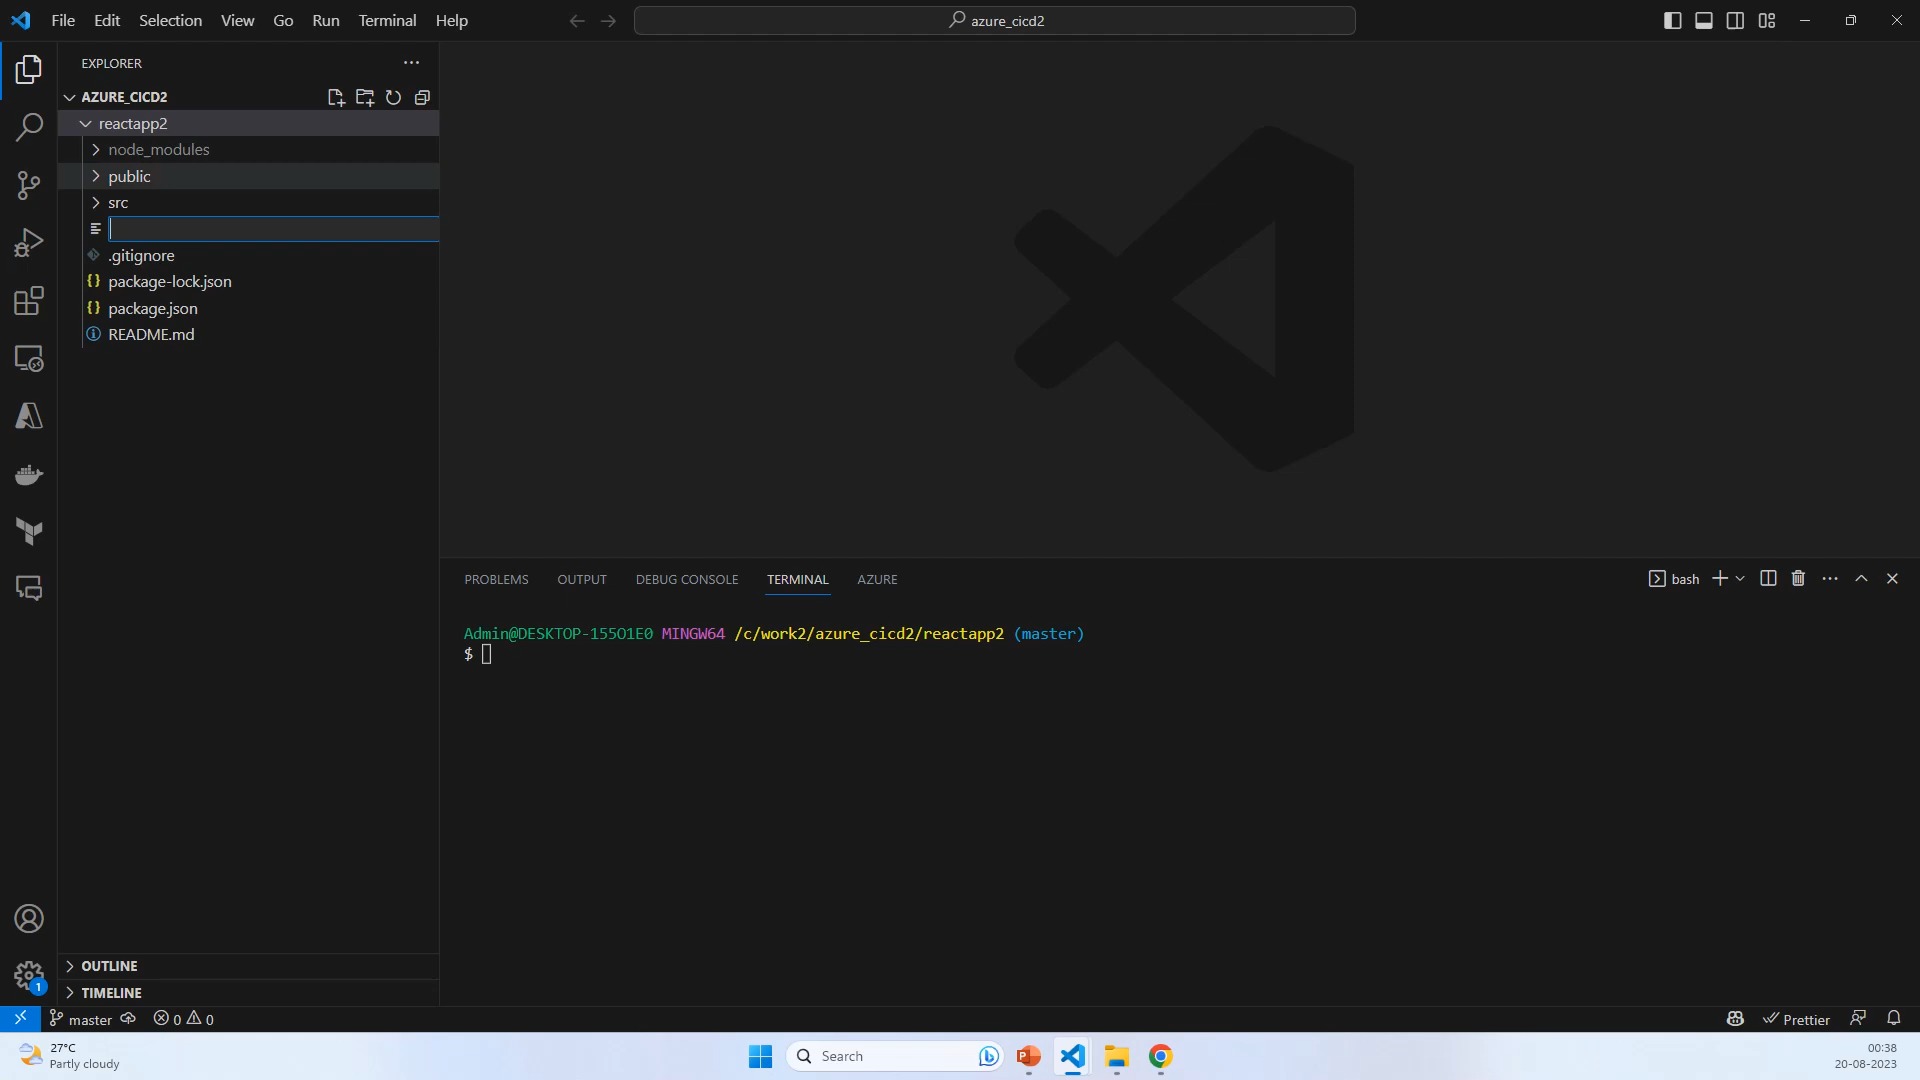 File Edit Selection View Go Run Terminal Help
azure_cicd2
EXPLORER
AZURE_CICD2
reactapp2
node_modules
public
src
.gitignore
package-lock.json
package.json
README.md
PROBLEMS OUTPUT DEBUG CONSOLE TERMINAL AZURE
bash
Admin@DESKTOP-155O1E0 MINGW64 /c/work2/azure_cicd2/reactapp2 (master)
$
OUTLINE
1
TIMELINE
master 0 0
Prettier
27°C
Partly cloudy
Search
00:38
20-08-2023